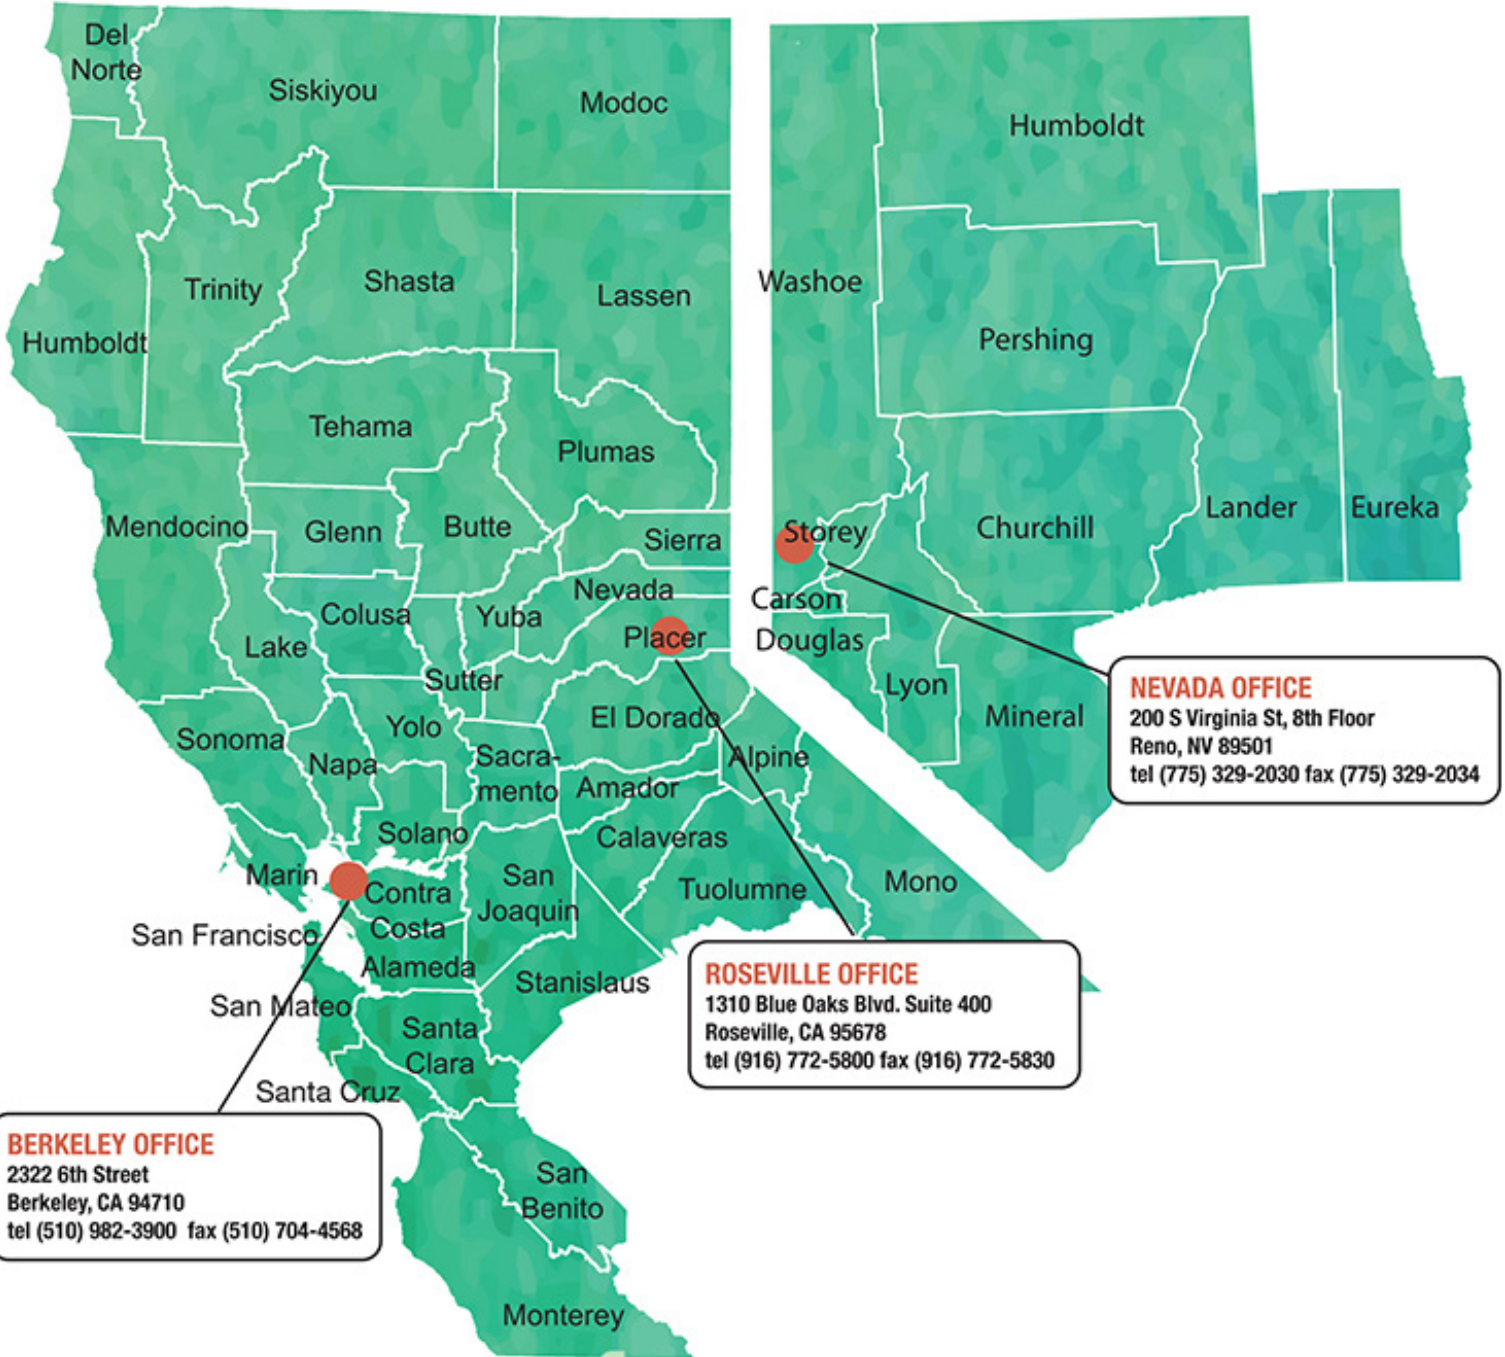 Del
Norte
Siskiyou
Modoc
Humboldt
Trinity
Shasta
Lassen
Washoe
Humboldt
Pershing
Tehama
Plumas
Mendocino
Glenn
Butte
Sierra
Storey
Churchill
Lander
Eureka
Nevada
Colusa
Yuba
Carson
Lake
Placer
Douglas
Sutter
Lyon
El Dorado
Mineral
Yolo
Sonoma
Napa
Sacra-
mento
Alpine
Amador
Solano
Calaveras
Marin
Contra
Costa
San
Joaquin
Tuolumne
Mono
San Francisco
Alameda
Stanislaus
San Mateo
Santa
Clara
Santa Cruz
San
Benito
Monterey
NEVADA OFFICE
200 S Virginia St, 8th Floor
Reno, NV 89501
tel (775) 329-2030 fax (775) 329-2034
ROSEVILLE OFFICE
1310 Blue Oaks Blvd. Suite 400
Roseville, CA 95678
tel (916) 772-5800 fax (916) 772-5830
BERKELEY OFFICE
2322 6th Street
Berkeley, CA 94710
tel (510) 982-3900 fax (510) 704-4568